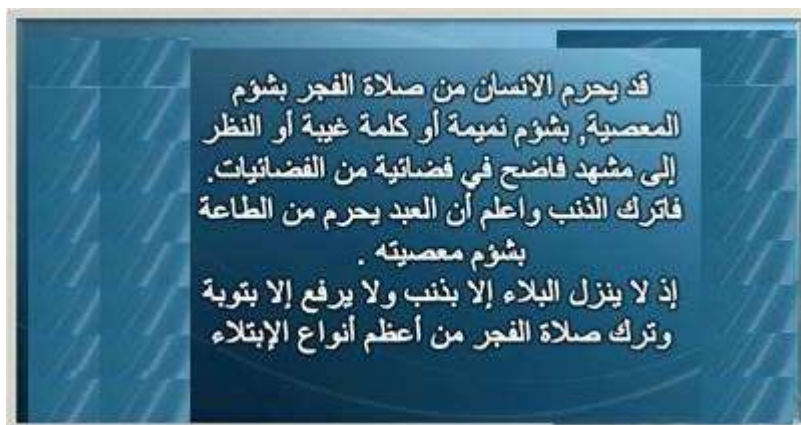 قد يحرم الانسان من صلاة الفجر بشؤم
المعصية, بشؤم نميمة أو كلمة غيبة أو النظر
إلى مشهد فاضح في فضائية من الفضائيات.
فاترك الذنب واعلم أن العبد يحرم من الطاعة
بشؤم معصيته .
إذ لا ينزل البلاء إلا بذنب ولا يرفع إلا بتوبة
وترك صلاة الفجر من أعظم أنواع الإبتلاء